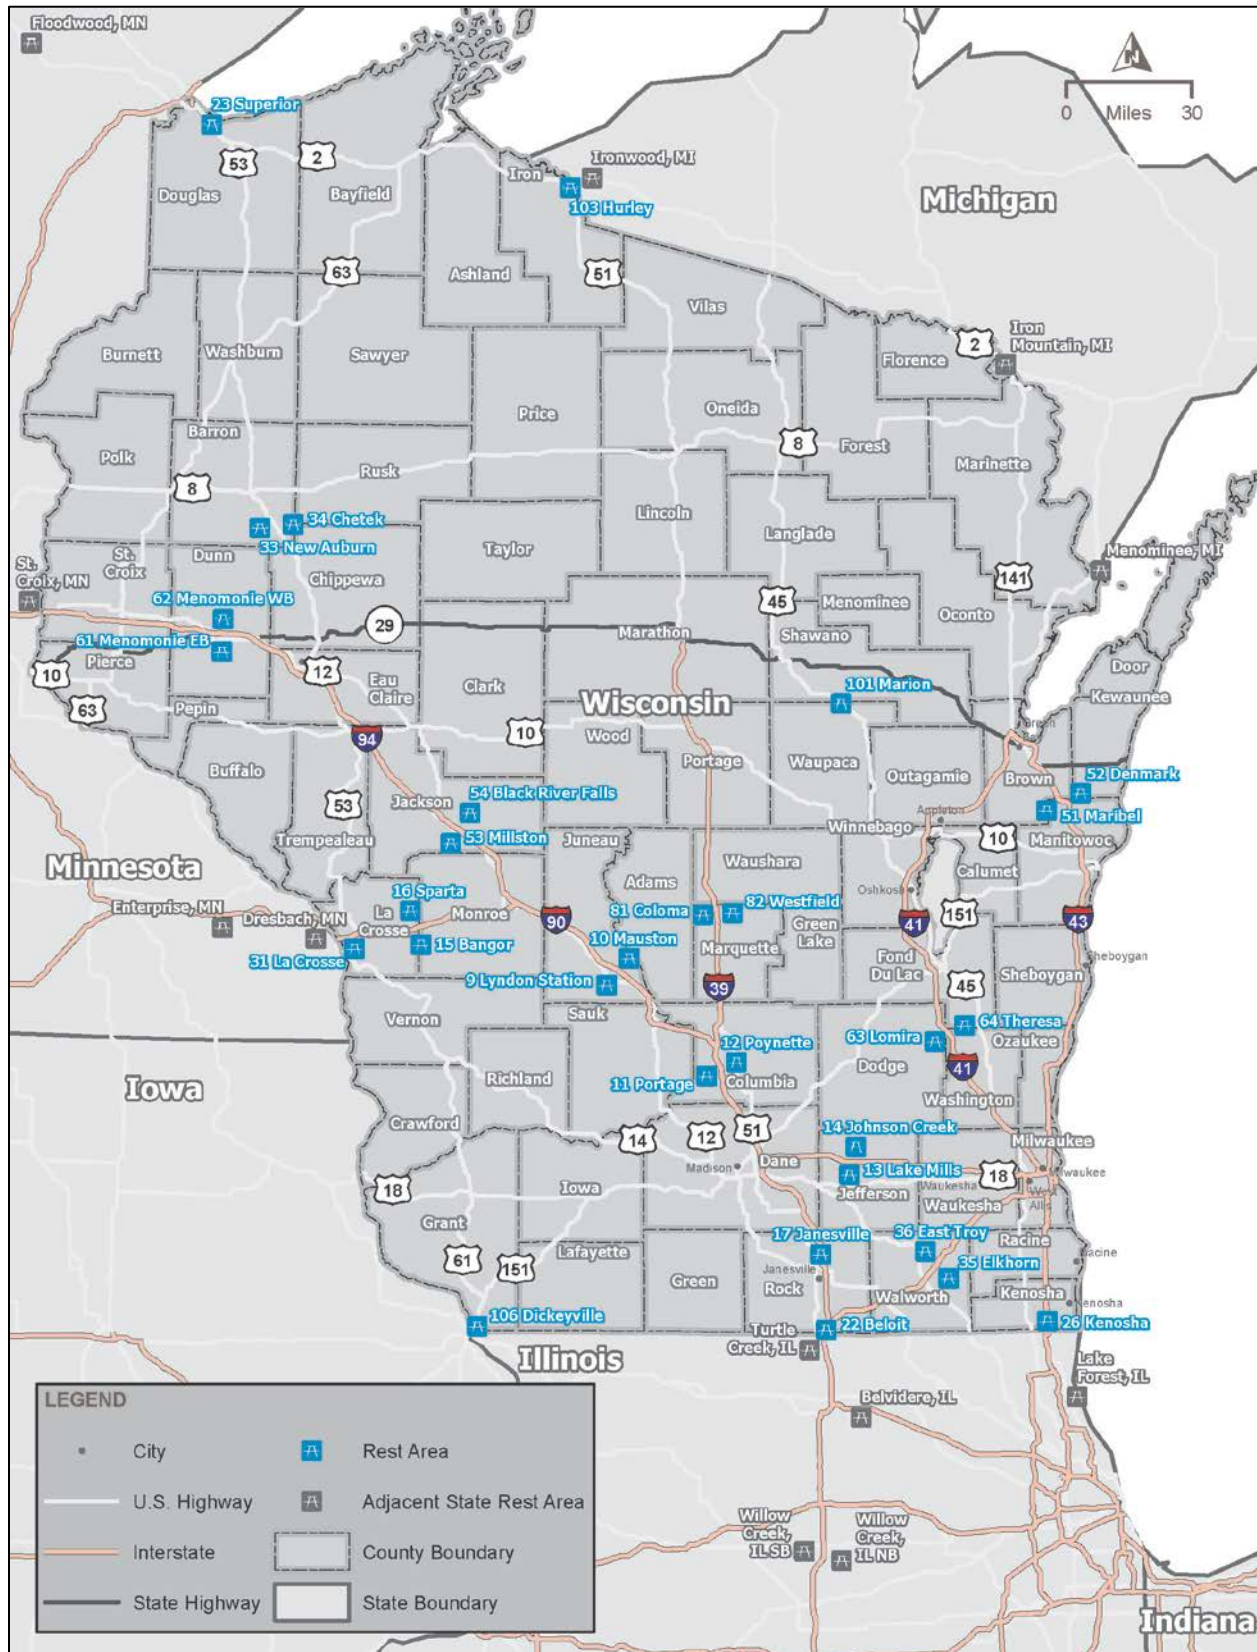 Floodwood, MN
N
0 Miles 30
23 Superior
53
2
Iron
Ironwood, MI
Douglas
Bayfield
103 Hurley
Michigan
63
Ashland
51
Vilas
Iron
Mountain, MI
2
Burnett
Washburn
Sawyer
Florence
Price
Oneida
Barron
8
Forest
Polk
Rusk
Marinette
8
34 Chetek
Lincoln
33 New Auburn
Taylor
Langlade
St.
Croix, MN
St.
Croix
Dunn
Chippewa
Menominee, MI
141
62 Menomonie WB
45
Menominee
Oconto
29
Marathon
Shawano
61 Menomonie EB
Pierce
10
12
Eau
Claire
Clark
Door
101 Marion
Kewaunee
63
Pepin
Wisconsin
94
10
Wood
Portage
Waupaca
Outagamie
Brown
52 Denmark
Buffalo
53
Jackson
54 Black River Falls
Appleton
51 Maribel
Trempealeau
53 Millston
Juneau
Winnebago
10
Manitowoc
Minnesota
Waushara
Calumet
Adams
Oshkosh
16 Sparta
Enterprise, MN
Dresbach, MN
La
Crosse
Monroe
90
81 Coloma
82 Westfield
Green
Lake
41
151
43
15 Bangor
10 Mauston
Marquette
31 La Crosse
Fond
Du Lac
Sheboygan
Sheboygan
9 Lyndon Station
39
45
Vernon
Sauk
64 Theresa
63 Lomira
Ozaukee
12 Poynette
Dodge
41
Iowa
Richland
11 Portage
Columbia
Washington
Crawford
14
12
51
14 Johnson Creek
Milwaukee
Madison
Dane
13 Lake Mills
18
Milwaukee
18
Iowa
Jefferson
Waukesha
West
Allis
Waukesha
Grant
17 Janesville
36 East Troy
Racine
Lafayette
Racine
61
151
Green
Janesville
Rock
35 Elkhorn
Walworth
Kenosha
Kenosha
106 Dickeyville
22 Beloit
26 Kenosha
Turtle
Creek, IL
Illinois
Lake
Forest, IL
Belvidere, IL
LEGEND
City
Rest Area
U.S. Highway
Adjacent State Rest Area
Interstate
County Boundary
State Highway
State Boundary
Willow
Creek,
IL SB
Willow
Creek,
IL NB
Indiana